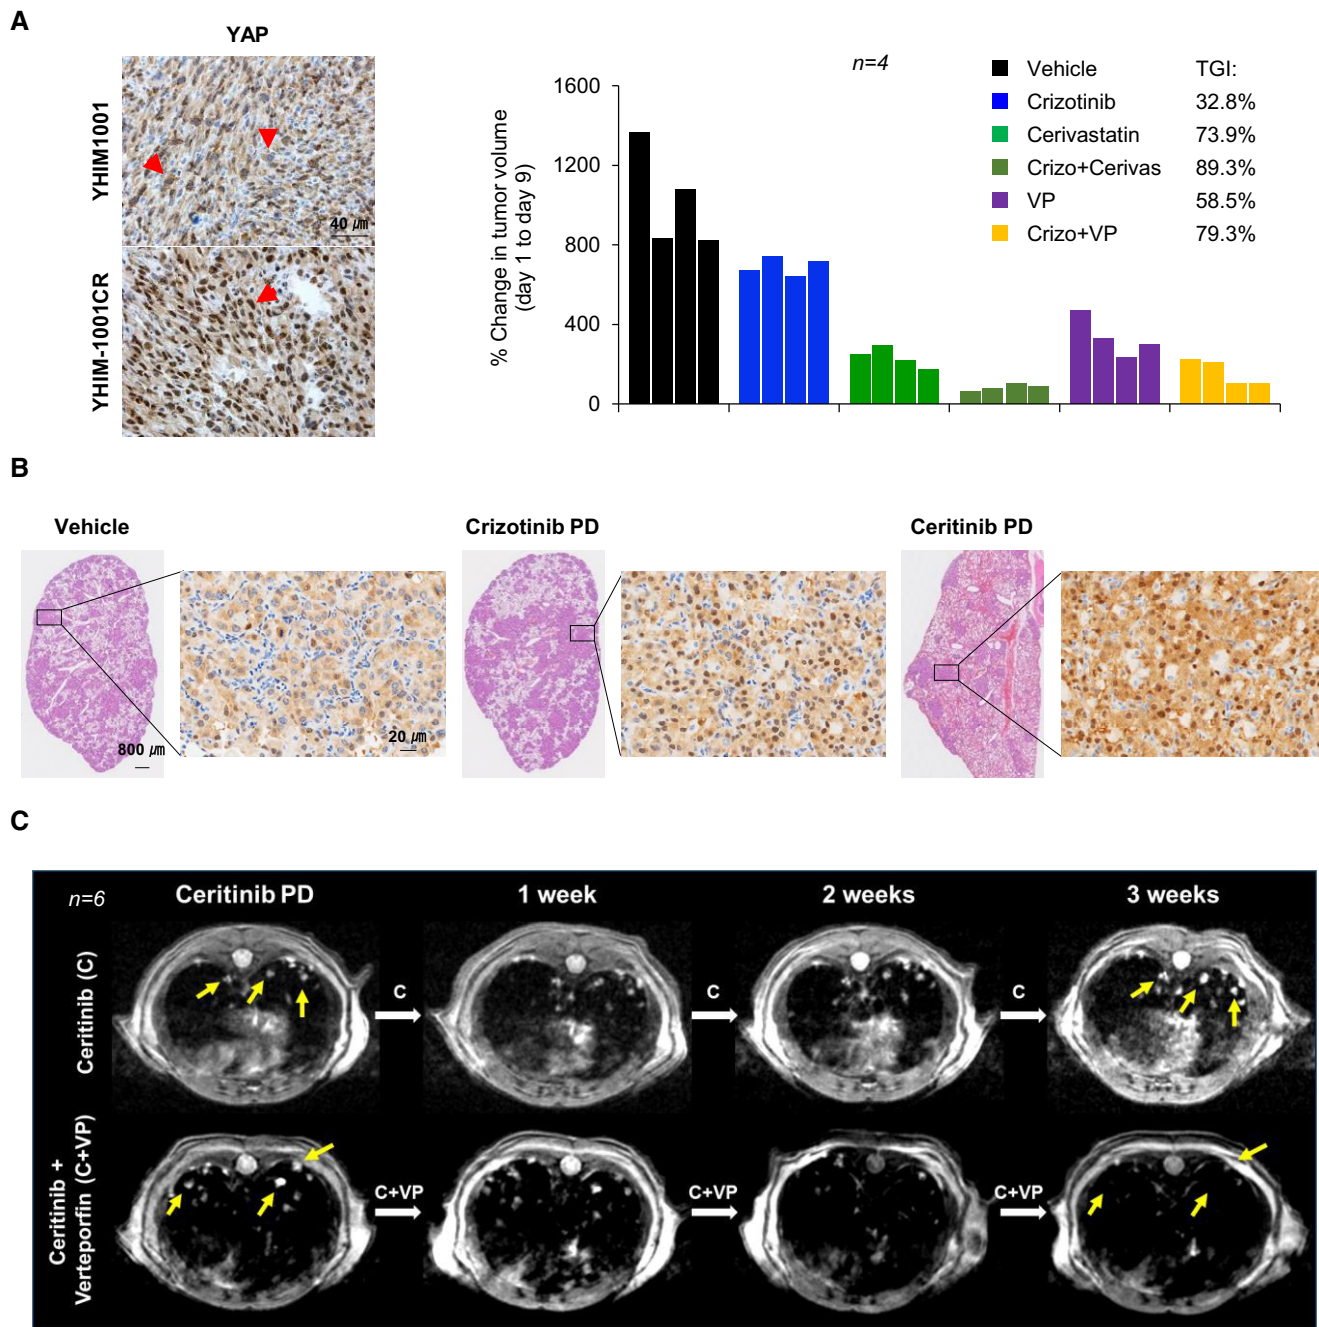 A
YAP
YHIM1001
40 ㎛
YHIM-1001CR
n=4
% Change in tumor volume
(day 1 to day 9)
1600
1200
800
400
0
Vehicle TGI:
Crizotinib 32.8%
Cerivastatin 73.9%
Crizo+Cerivas 89.3%
VP 58.5%
Crizo+VP 79.3%
B
Vehicle Crizotinib PD Ceritinib PD
800 ㎛
20 ㎛
C
n=6
Ceritinib PD 1 week 2 weeks 3 weeks
Ceritinib (C)
C C C
Ceritinib +
Verteporfin (C+VP)
C+VP C+VP C+VP